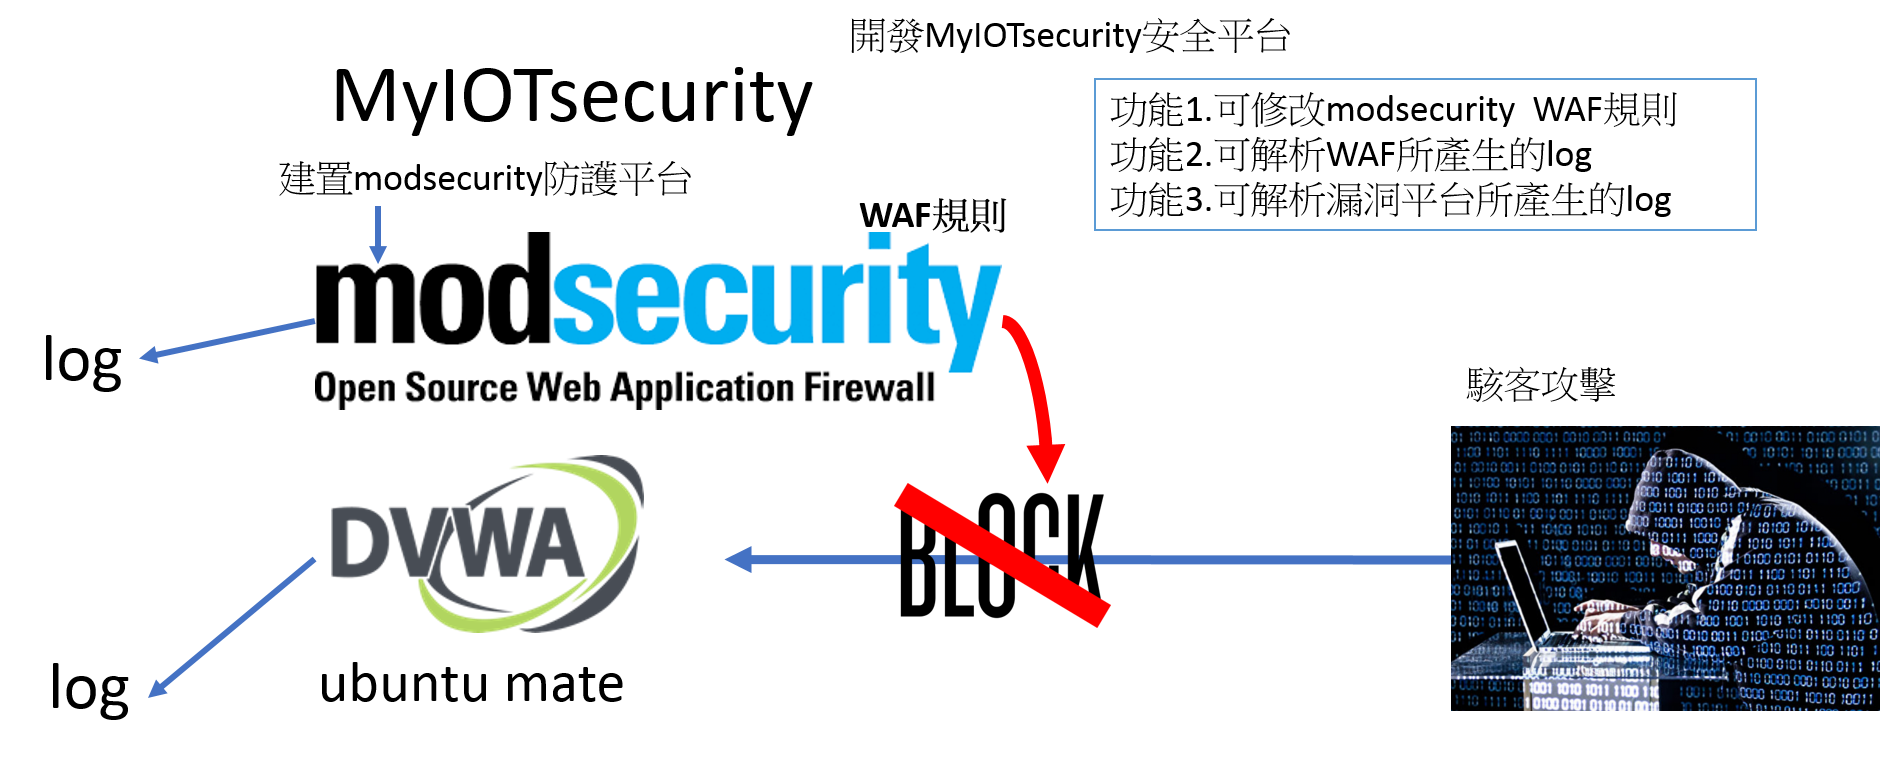 開發MyIOTsecurity安全平台
MyIOTsecurity
功能1.可修改modsecurity WAF規則
功能2.可解析WAF所產生的log
功能3.可解析漏洞平台所產生的log
建置modsecurity防護平台
WAF規則
modsecurity
Open Source Web Application Firewall
log
駭客攻擊
DVWA
BLOCK
ubuntu mate
log